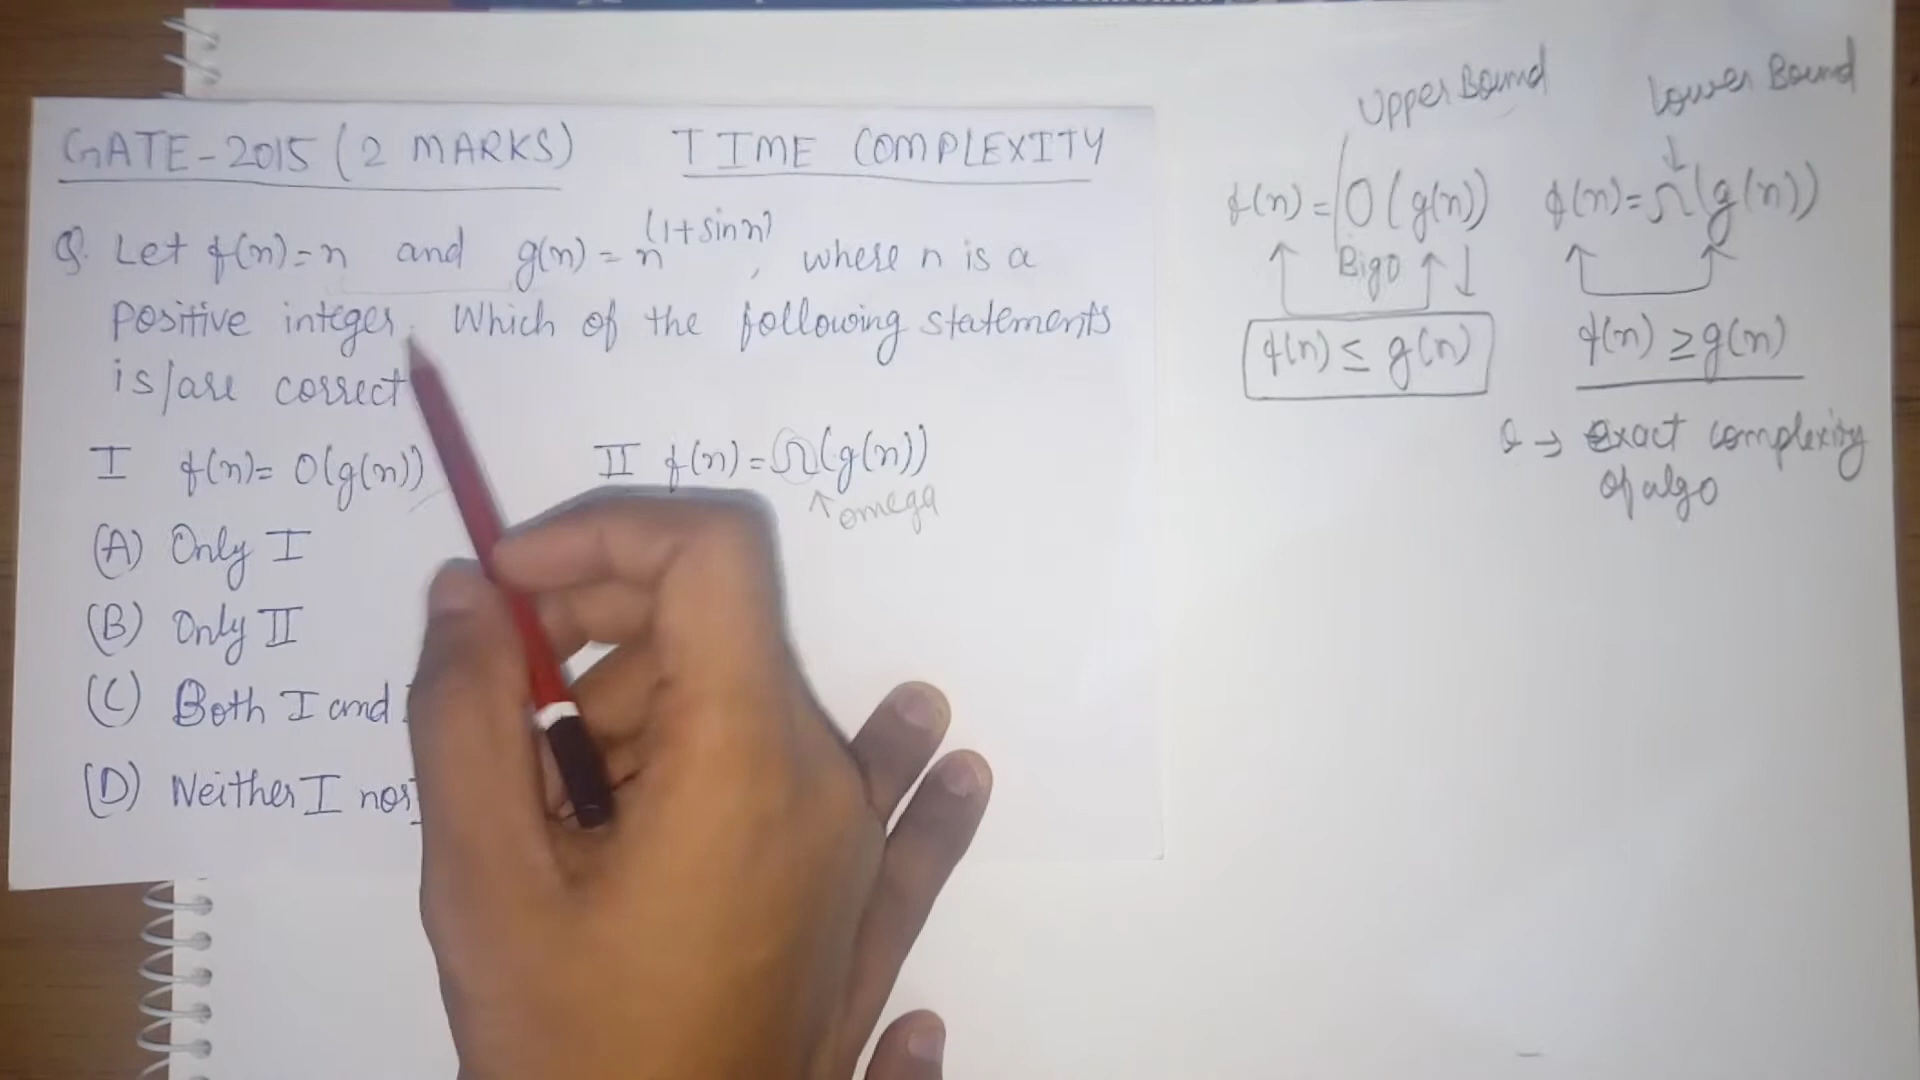 GATE-2015 (2 MARKS) TIME COMPLEXITY
Q. Let f(n)=n and g(n)=n^(1+sin n), where n is a
positive integer. Which of the following statements
is/are correct
I f(n)= O(g(n)) II f(n)=Ω(g(n))
↑omega
(A) Only I
(B) Only II
(C) Both I and
(D) Neither I nor
Upper Bound
f(n)=O(g(n))
Big O
f(n) ≤ g(n)
Lower Bound
f(n)=Ω(g(n))
f(n) ≥ g(n)
→ exact complexity
of algo